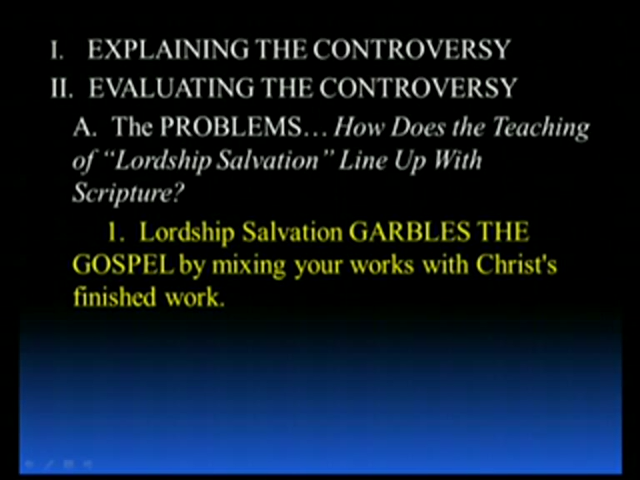 I. EXPLAINING THE CONTROVERSY
II. EVALUATING THE CONTROVERSY
A. The PROBLEMS… How Does the Teaching
of “Lordship Salvation” Line Up With
Scripture?
1. Lordship Salvation GARBLES THE
GOSPEL by mixing your works with Christ's
finished work.